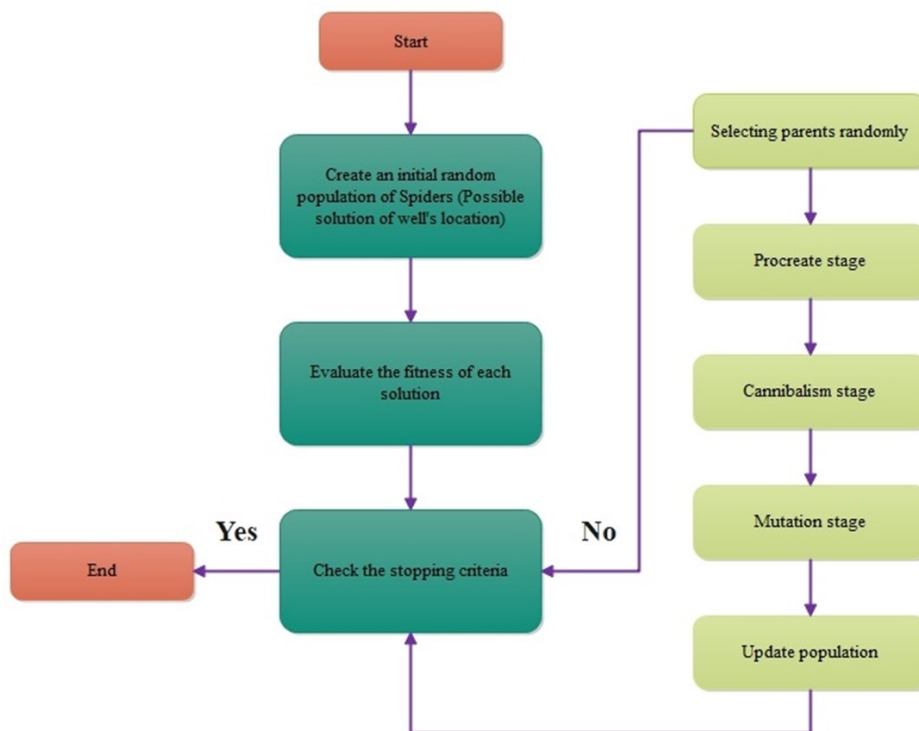 Start
Create an initial random
population of Spiders (Possible
solution of well's location)
Evaluate the fitness of each
solution
Yes
No
Check the stopping criteria
End
Selecting parents randomly
Procreate stage
Cannibalism stage
Mutation stage
Update population